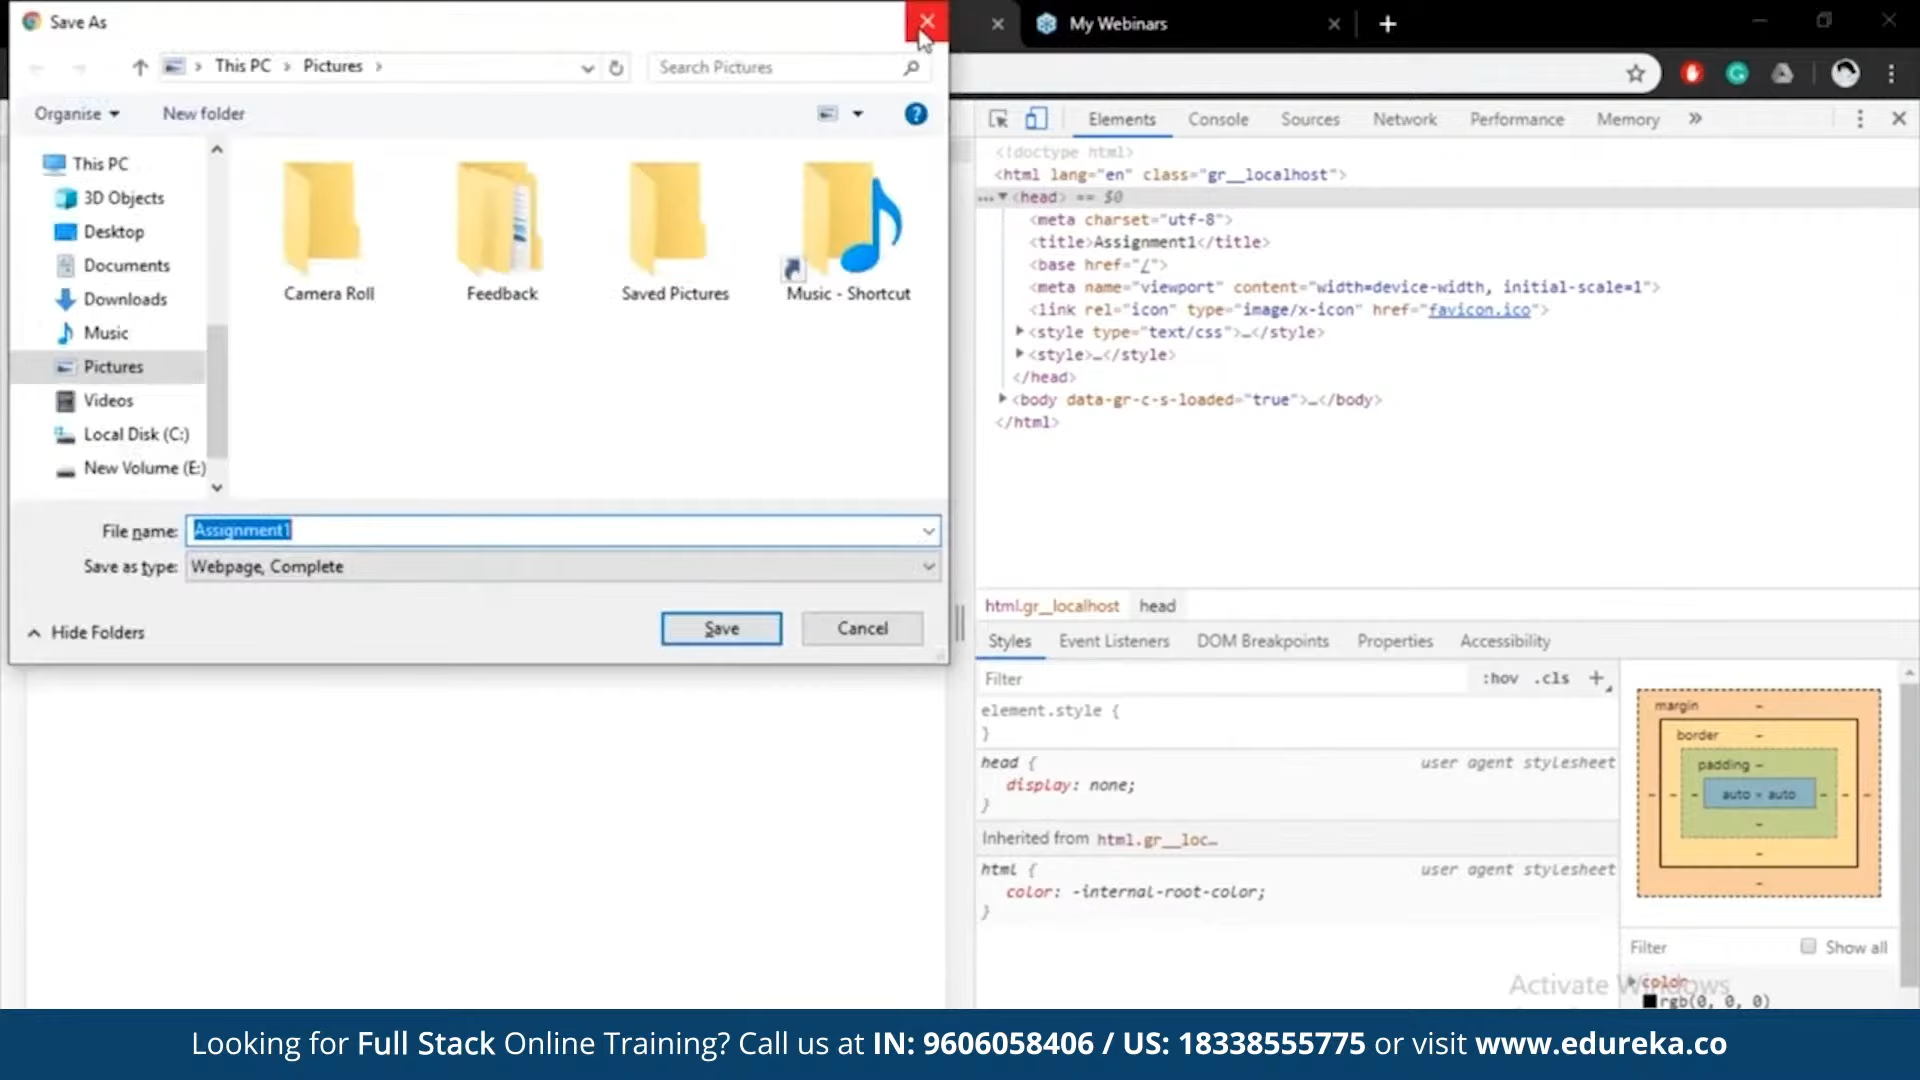 Save As
My Webinars
This PC > Pictures >
Search Pictures
Organise
New folder
This PC
3D Objects
Desktop
Documents
Downloads
Music
Pictures
Videos
Local Disk (C:)
New Volume (E:)
Camera Roll
Feedback
Saved Pictures
Music - Shortcut
File name: Assignment1
Save as type: Webpage, Complete
Hide Folders
Save
Cancel
Elements Console Sources Network Performance Memory »
<!doctype html>
<html lang="en" class="gr__localhost">
…▼<head> == $0
<meta charset="utf-8">
<title>Assignment1</title>
<base href="/">
<meta name="viewport" content="width=device-width, initial-scale=1">
<link rel="icon" type="image/x-icon" href="favicon.ico">
▶<style type="text/css">…</style>
▶<style>…</style>
</head>
▶<body data-gr-c-s-loaded="true">…</body>
</html>
html.gr__localhost head
Styles Event Listeners DOM Breakpoints Properties Accessibility
Filter :hov .cls +
element.style {
}
head { user agent stylesheet
display: none;
}
Inherited from html.gr__loc…
html { user agent stylesheet
color: -internal-root-color;
}
margin –
border –
padding –
auto × auto
Filter Show all
▶color
rgb(0, 0, 0)
Activate Windows
Looking for Full Stack Online Training? Call us at IN: 9606058406 / US: 18338555775 or visit www.edureka.co